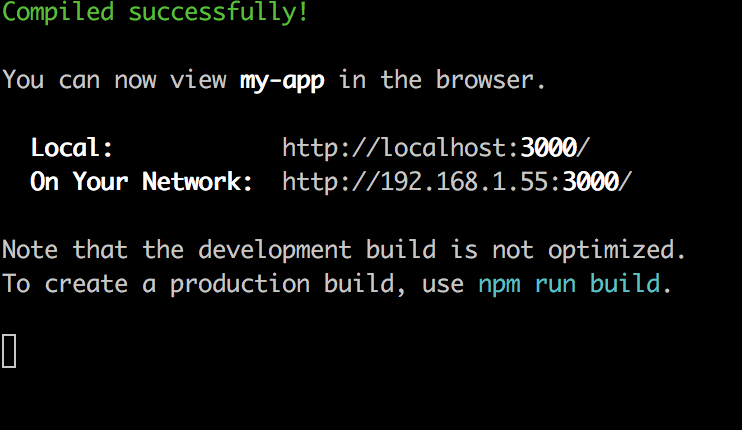 Compiled successfully!
You can now view my-app in the browser.
Local: http://localhost:3000/
On Your Network: http://192.168.1.55:3000/
Note that the development build is not optimized.
To create a production build, use npm run build.